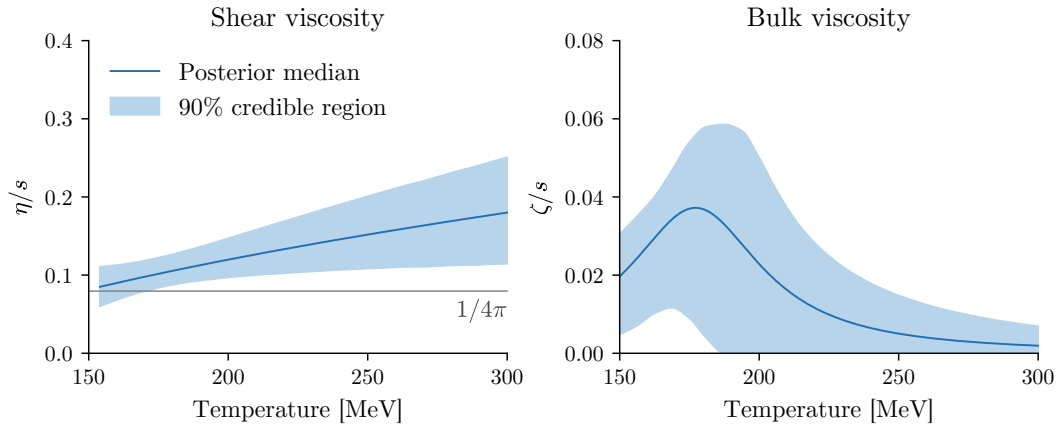 Shear viscosity
0.4
0.3
0.2
0.1
0.0
η/s
Posterior median
90% credible region
1/4π
150
200
250
300
Temperature [MeV]
Bulk viscosity
0.08
0.06
0.04
0.02
0.00
ζ/s
150
200
250
300
Temperature [MeV]